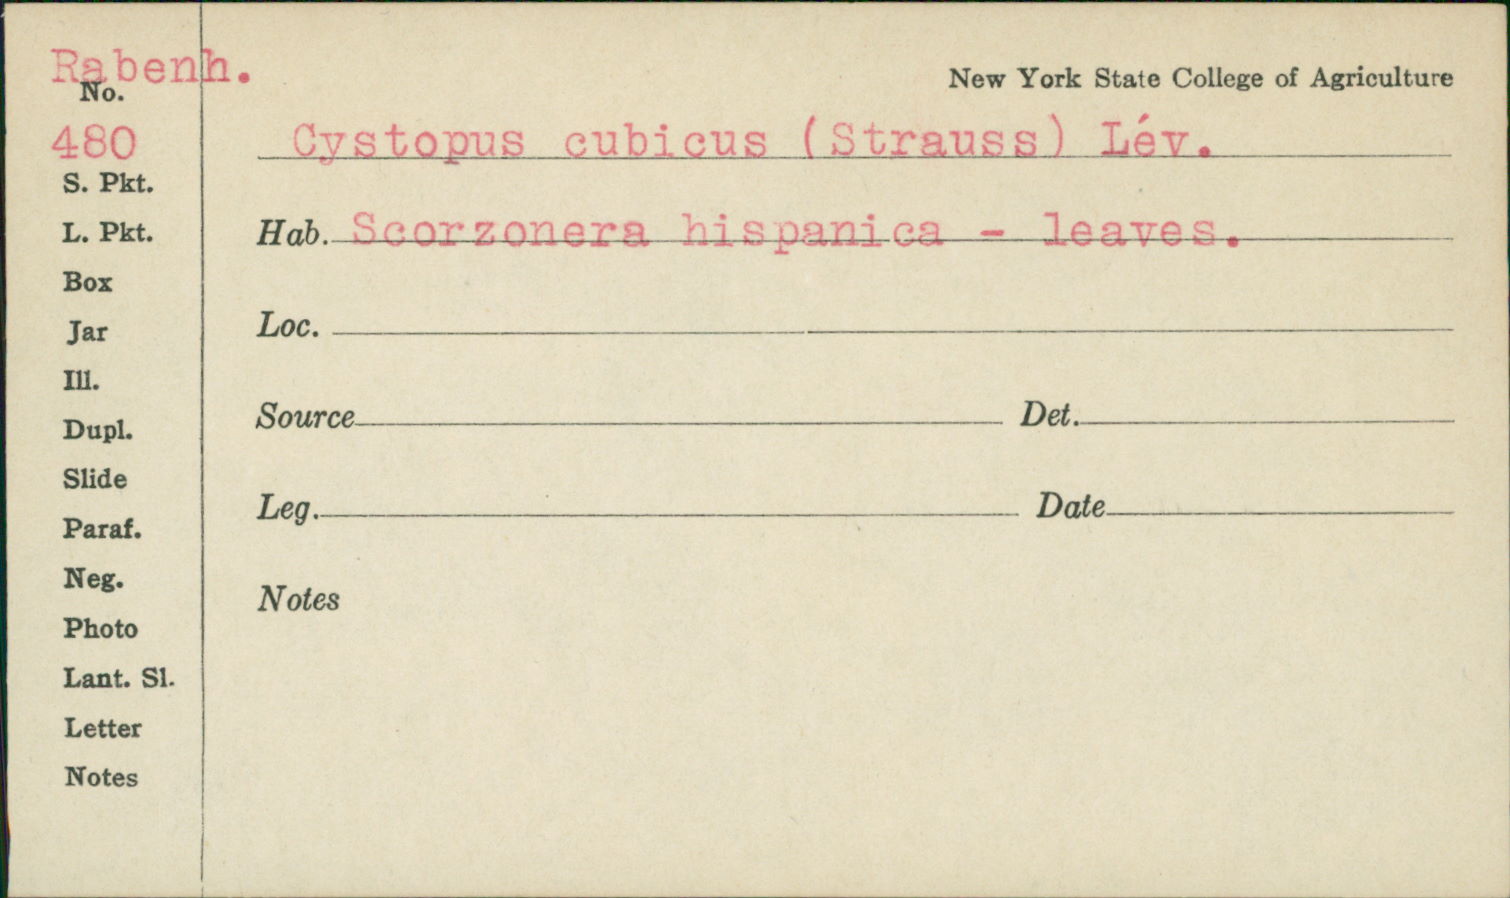 Rabenh.
No.
New York State College of Agriculture
480
Cystopus cubicus (Strauss) Lév.
S. Pkt.
L. Pkt.
Hab. Scorzonera hispanica - leaves.
Box
Jar
Loc.
Ill.
Dupl.
Source Det.
Slide
Paraf.
Leg. Date
Neg.
Notes
Photo
Lant. Sl.
Letter
Notes